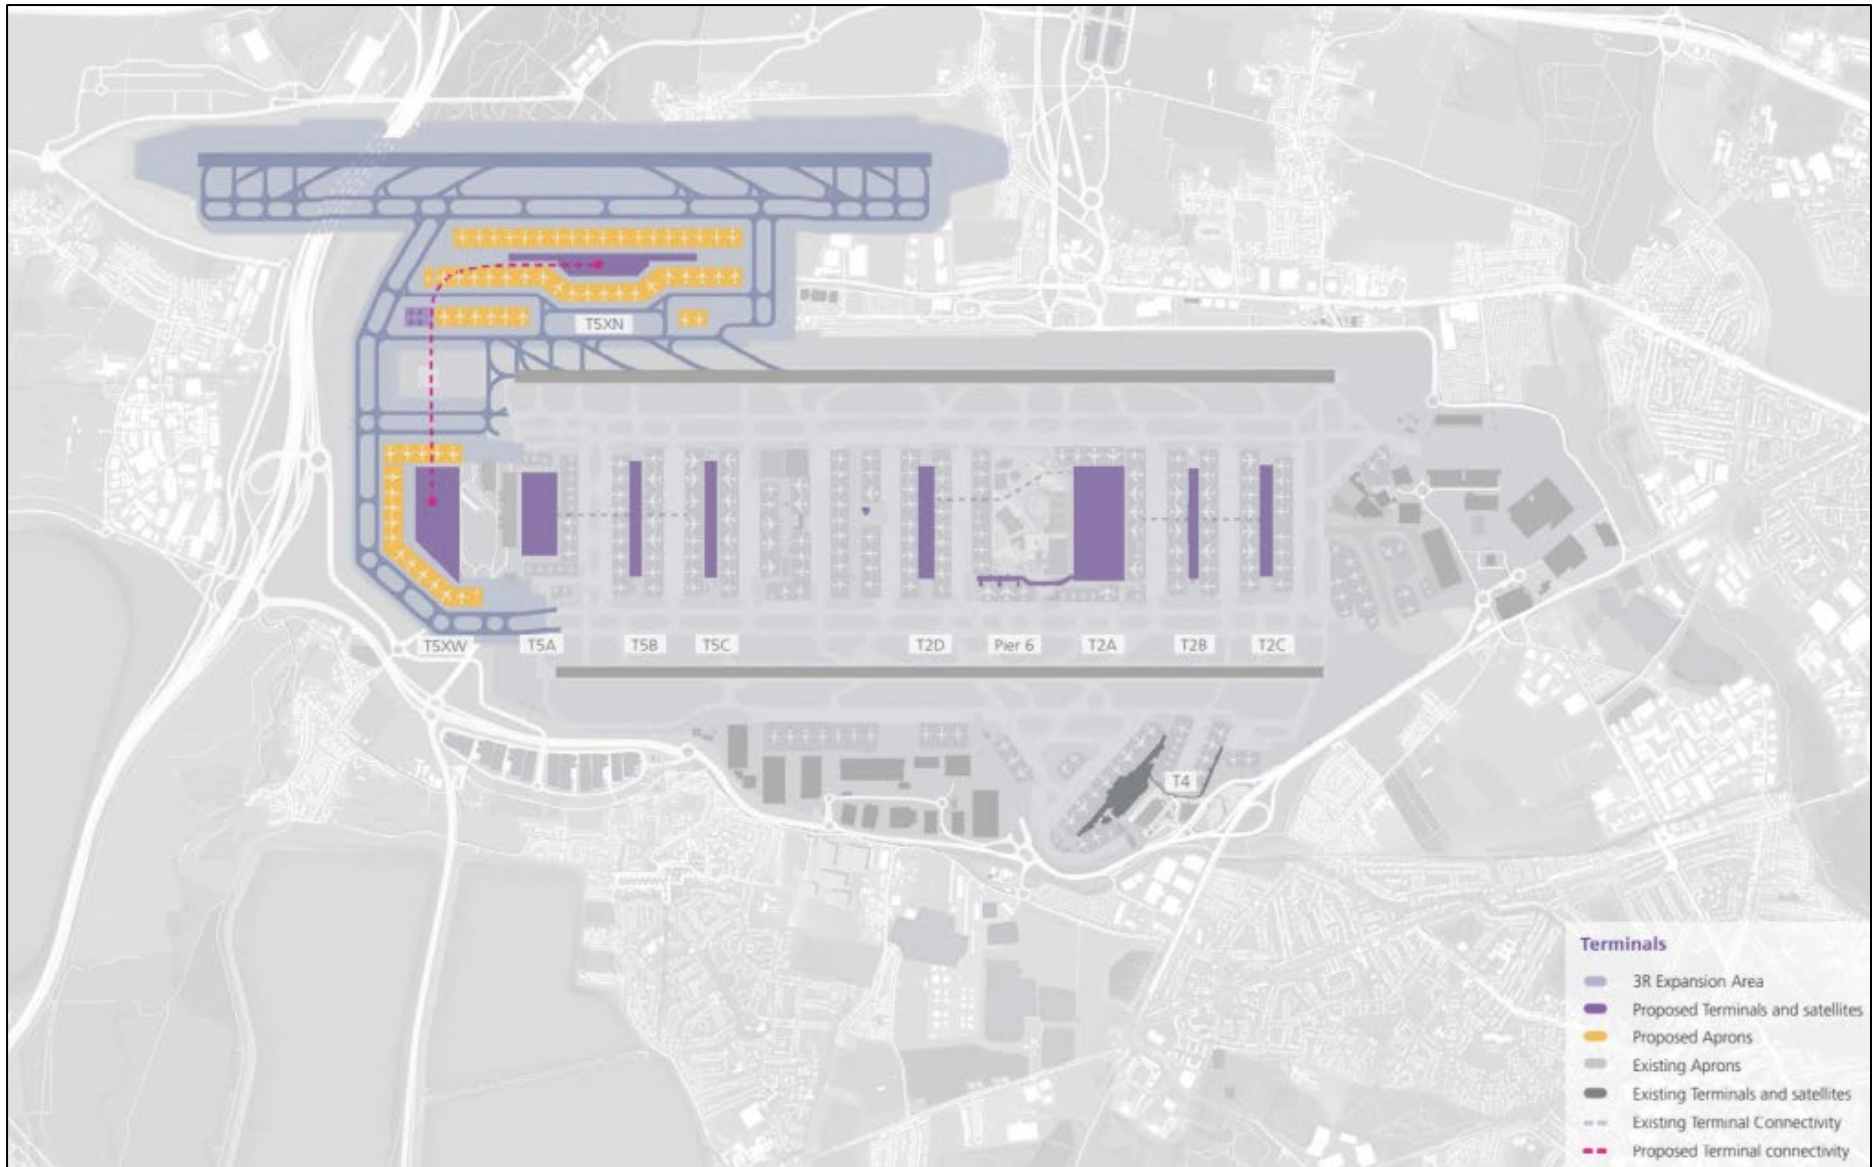 T5XN
T5XW
T5A
T5B
T5C
T2D
Pier 6
T2A
T2B
T2C
T4
Terminals
3R Expansion Area
Proposed Terminals and satellites
Proposed Aprons
Existing Aprons
Existing Terminals and satellites
Existing Terminal Connectivity
Proposed Terminal connectivity